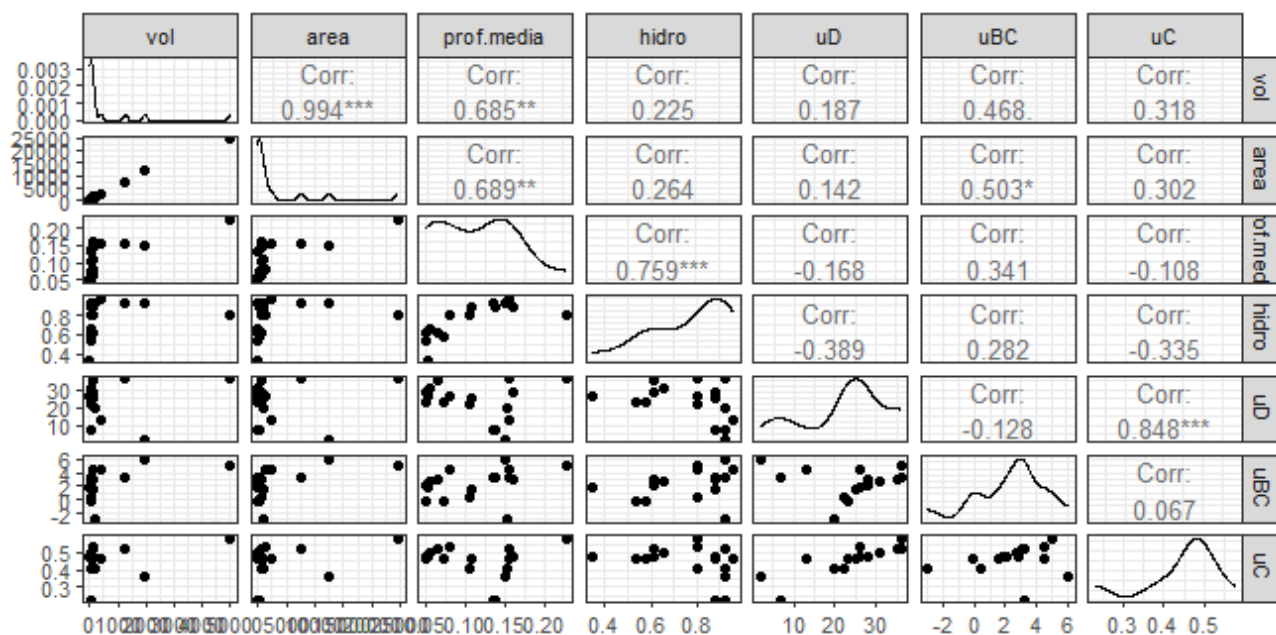 vol area prof.media hidro uD uBC uC
0.003
0.002
0.001
0.000
Corr:
0.994***
Corr:
0.685**
Corr:
0.225
Corr:
0.187
Corr:
0.468.
Corr:
0.318
vol
25000
5000
0
Corr:
0.689**
Corr:
0.264
Corr:
0.142
Corr:
0.503*
Corr:
0.302
area
0.20
0.15
0.10
0.05
Corr:
0.759***
Corr:
-0.168
Corr:
0.341
Corr:
-0.108
of.med
0.8
0.6
0.4
Corr:
-0.389
Corr:
0.282
Corr:
-0.335
hidro
30
20
10
Corr:
-0.128
Corr:
0.848***
uD
6
4
2
0
-2
Corr:
0.067
uBC
0.5
0.4
0.3
uC
0.10 0.15 0.20 0.4 0.6 0.8 10 20 30 -2 0 2 4 6 0.3 0.4 0.5